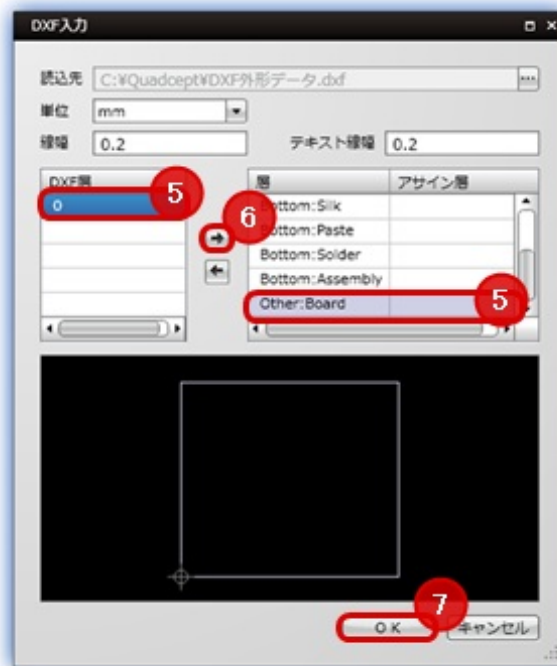 DXF入力
読込先 C:¥Quadcept¥DXF外形データ.dxf ...
単位 mm
線幅 0.2 テキスト線幅 0.2
DXF層 層 アサイン層
5
0 Bottom:Silk
6
Bottom:Paste
Bottom:Solder
Bottom:Assembly
Other:Board 5
7
OK キャンセル